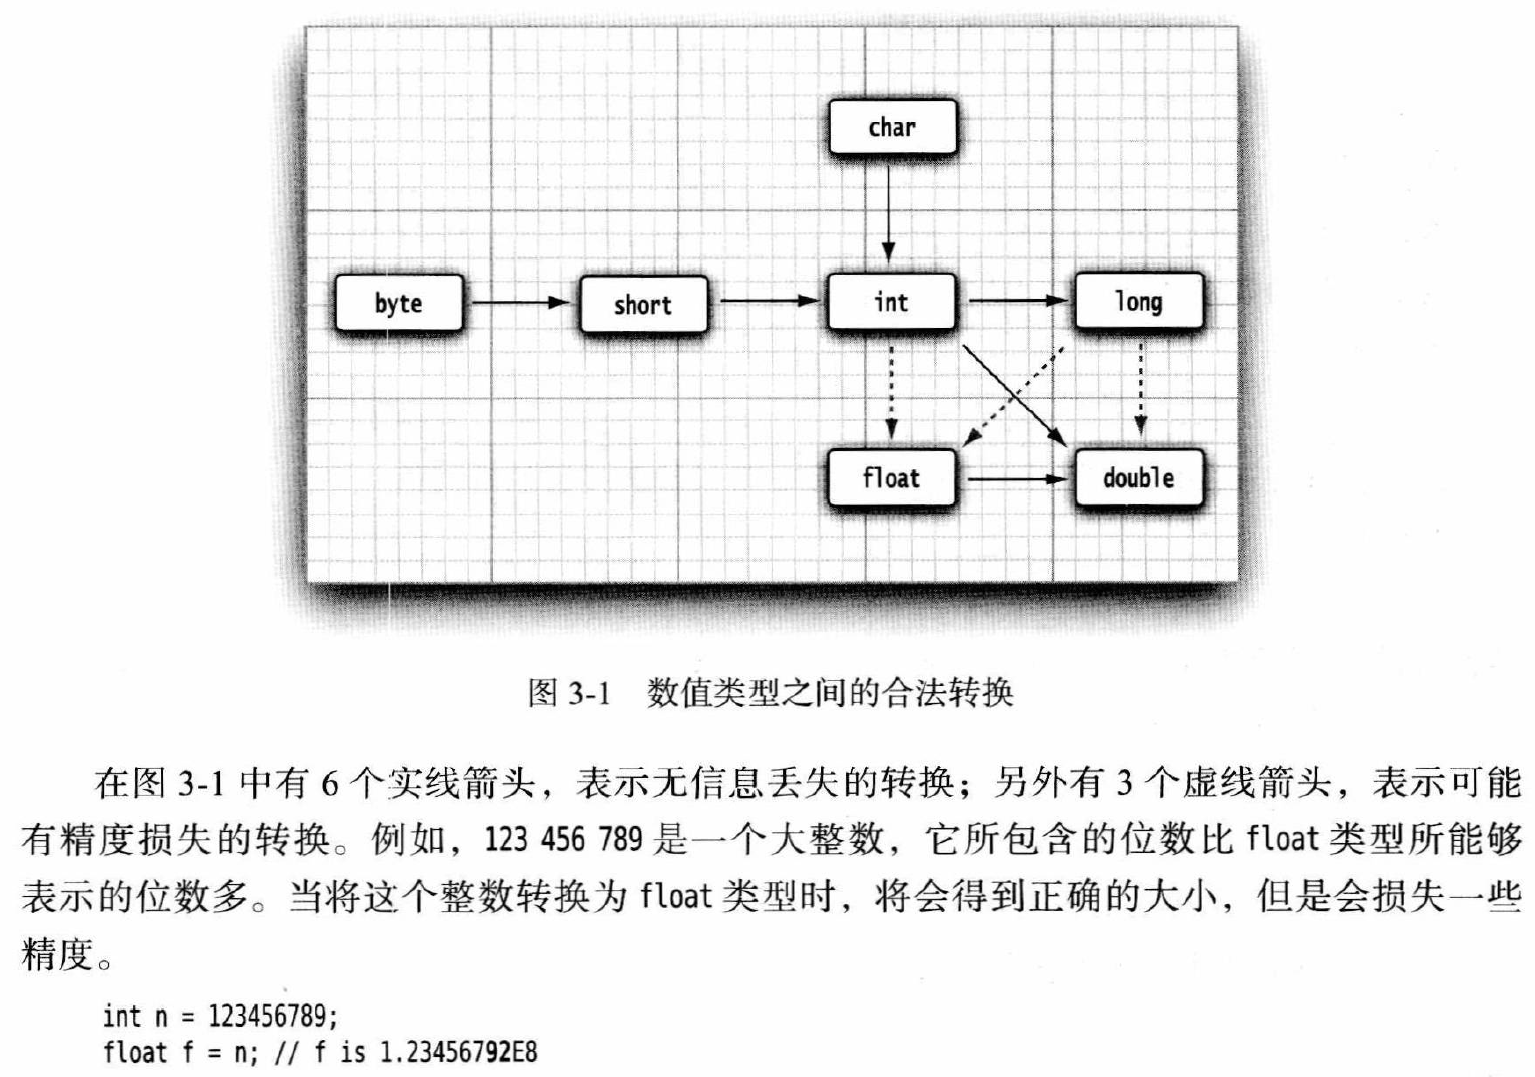 char
byte
short
int
long
float
double
图 3-1 数值类型之间的合法转换
在图 3-1 中有 6 个实线箭头，表示无信息丢失的转换；另外有 3 个虚线箭头，表示可能
有精度损失的转换。例如，123 456 789 是一个大整数，它所包含的位数比 float 类型所能够
表示的位数多。当将这个整数转换为 float 类型时，将会得到正确的大小，但是会损失一些
精度。
int n = 123456789;
float f = n; // f is 1.23456792E8